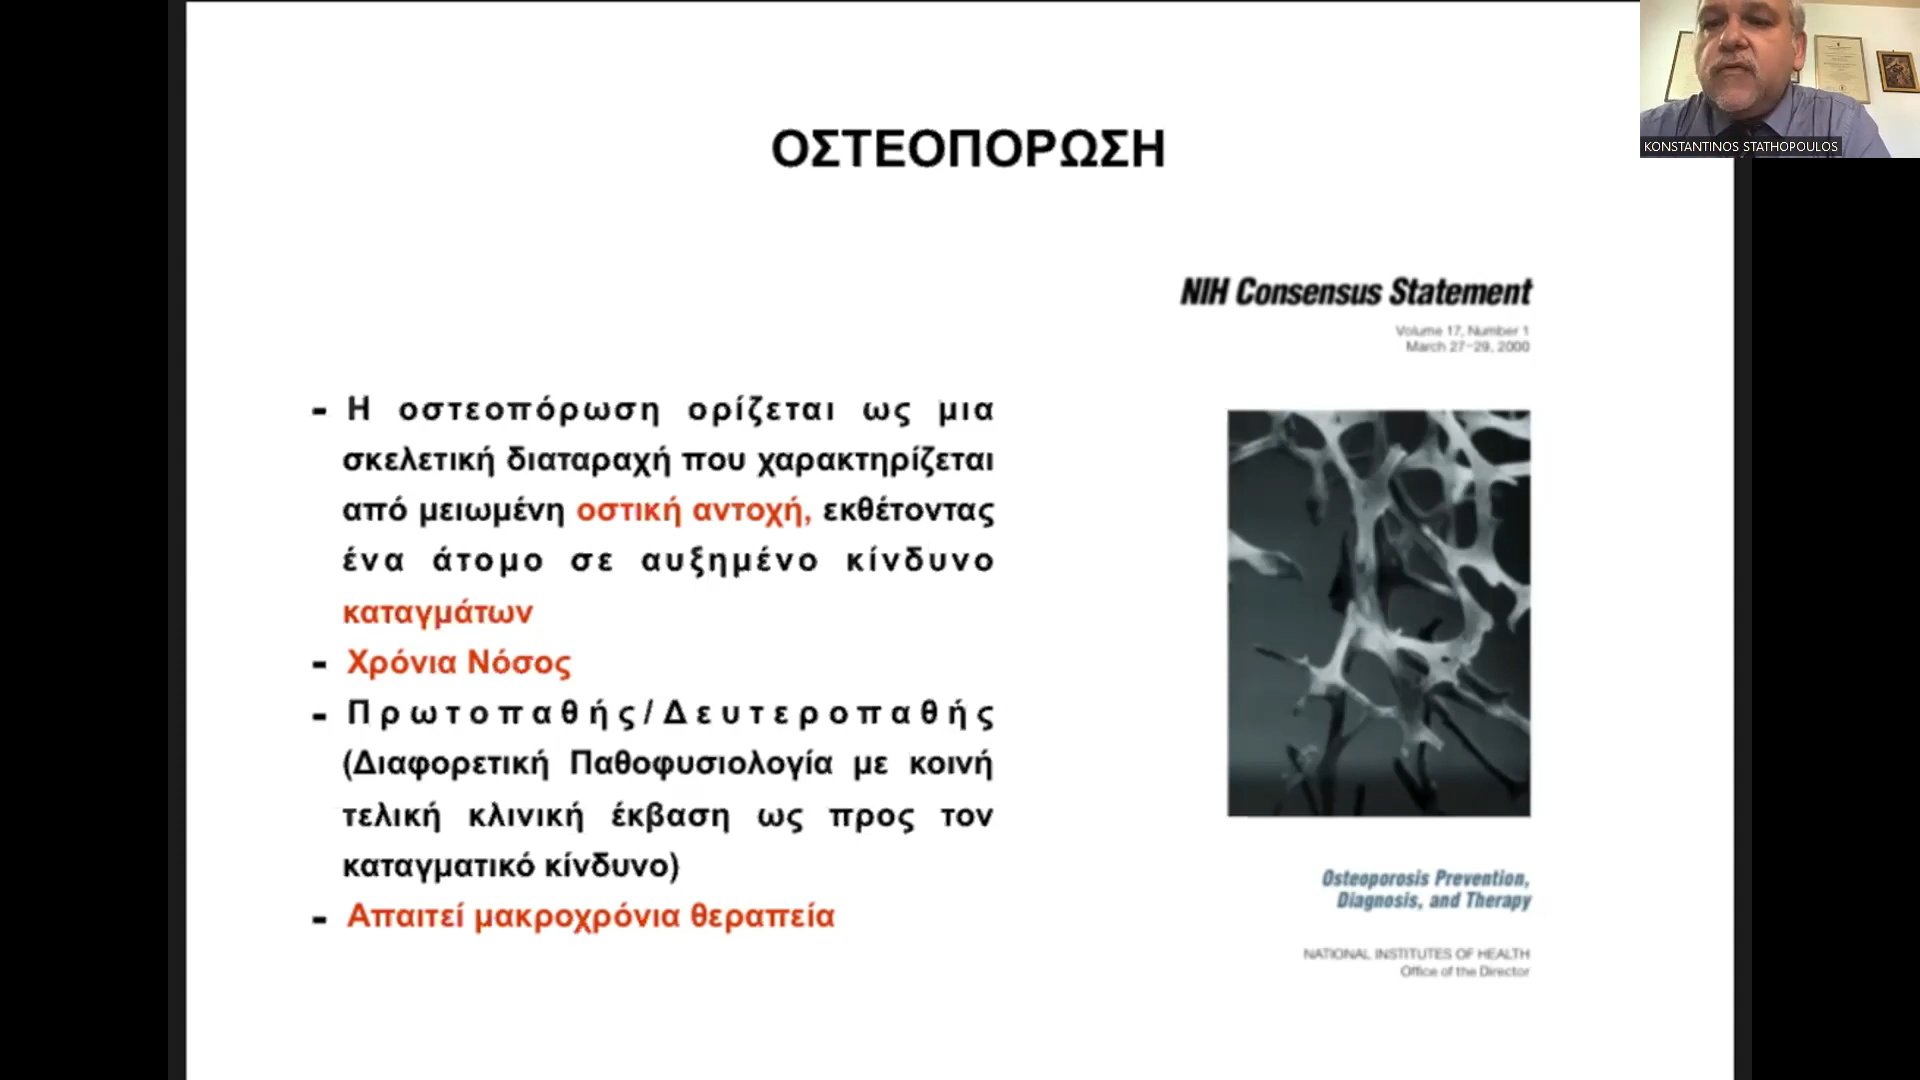 KONSTANTINOS STATHOPOULOS
ΟΣΤΕΟΠΟΡΩΣΗ
- Η οστεοπόρωση ορίζεται ως μια
σκελετική διαταραχή που χαρακτηρίζεται
από μειωμένη οστική αντοχή, εκθέτοντας
ένα άτομο σε αυξημένο κίνδυνο
καταγμάτων
- Χρόνια Νόσος
- Πρωτοπαθής/Δευτεροπαθής
(Διαφορετική Παθοφυσιολογία με κοινή
τελική κλινική έκβαση ως προς τον
καταγματικό κίνδυνο)
- Απαιτεί μακροχρόνια θεραπεία
NIH Consensus Statement
Volume 17, Number 1
March 27-29, 2000
Osteoporosis Prevention,
Diagnosis, and Therapy
NATIONAL INSTITUTES OF HEALTH
Office of the Director